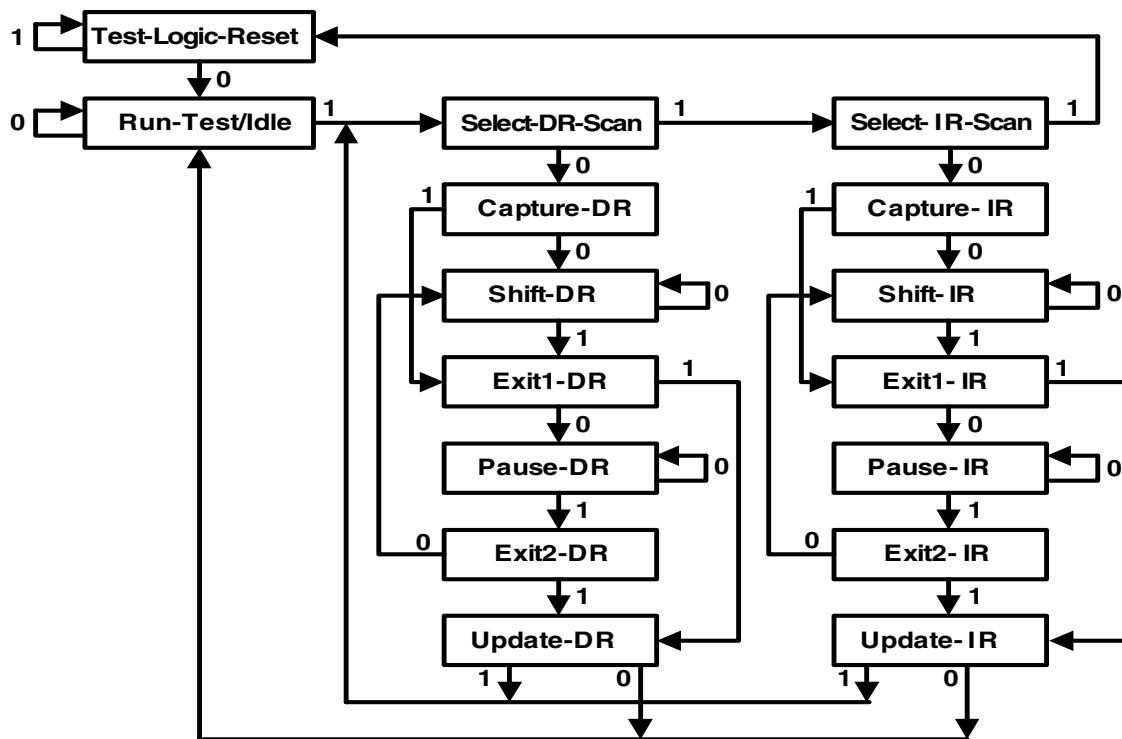 1
Test-Logic-Reset
0
0
Run-Test/Idle
1
Select-DR-Scan
1
Select- IR-Scan
1
0
0
1
Capture-DR
1
Capture- IR
0
0
Shift-DR
0
Shift- IR
0
1
1
Exit1-DR
1
Exit1- IR
1
0
0
Pause-DR
0
Pause- IR
0
1
1
0
Exit2-DR
0
Exit2- IR
1
1
Update-DR
Update- IR
1
0
1
0